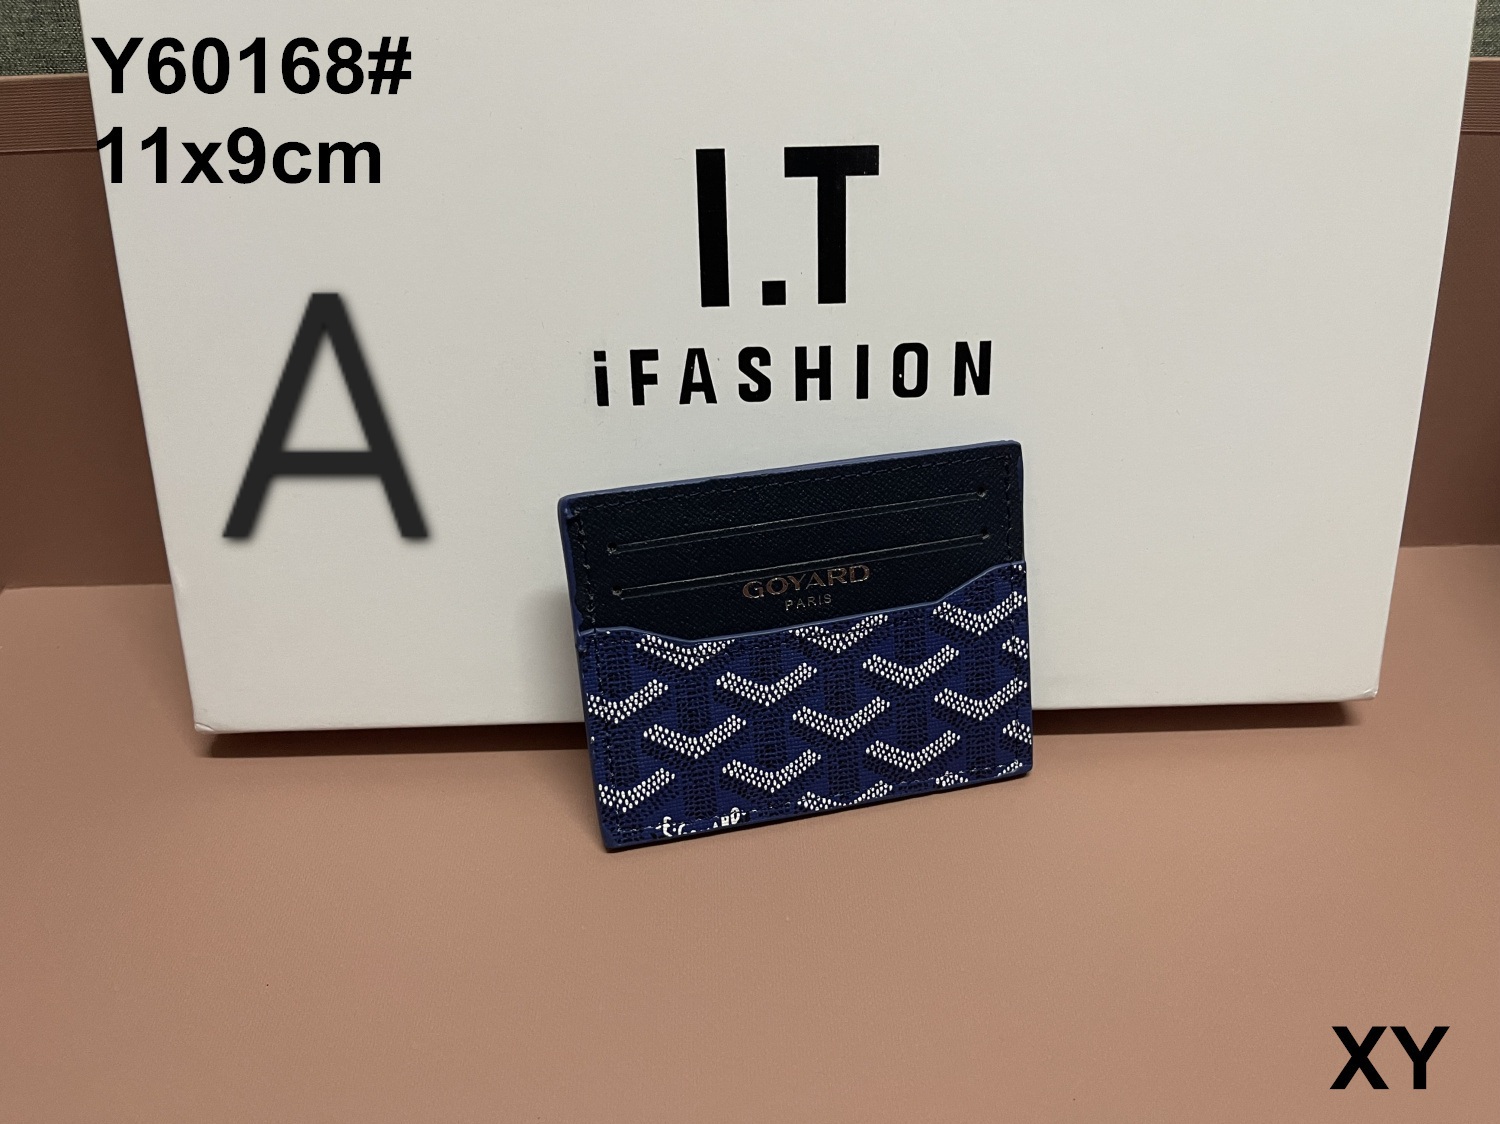 Y60168#
11x9cm
I.T
iFASHION
A
GOYARD
PARIS
XY